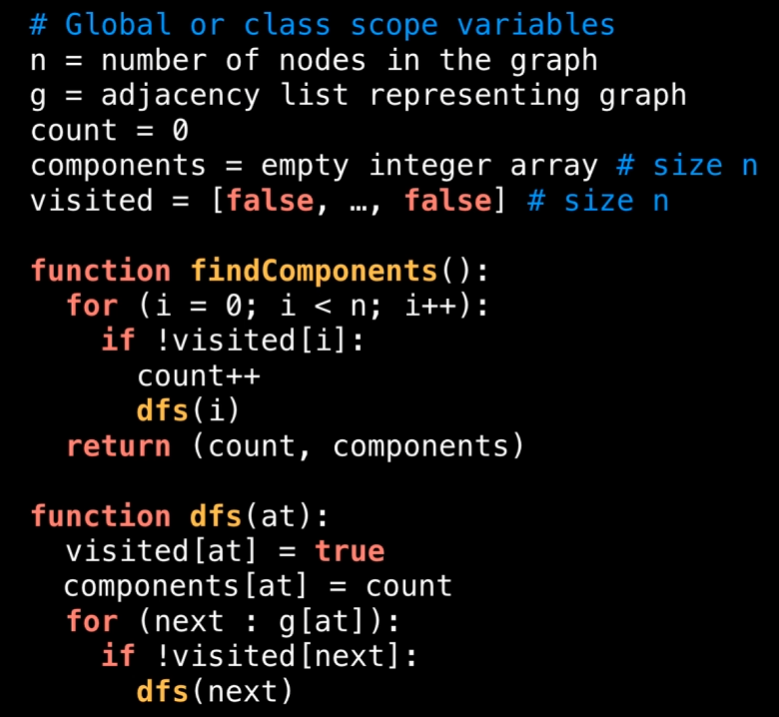 # Global or class scope variables
n = number of nodes in the graph
g = adjacency list representing graph
count = 0
components = empty integer array # size n
visited = [false, …, false] # size n

function findComponents():
  for (i = 0; i < n; i++):
    if !visited[i]:
      count++
      dfs(i)
  return (count, components)

function dfs(at):
  visited[at] = true
  components[at] = count
  for (next : g[at]):
    if !visited[next]:
      dfs(next)